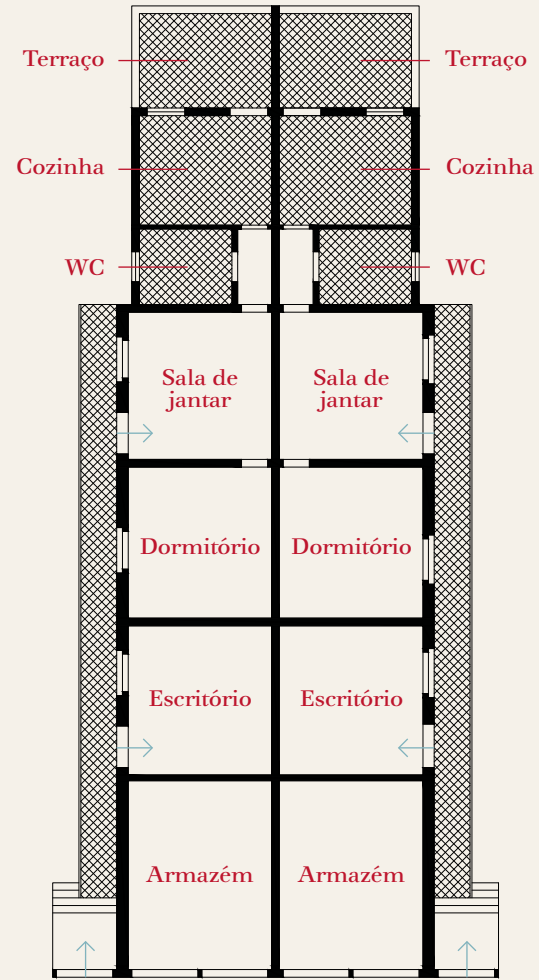 Terraço
Terraço
Cozinha
Cozinha
WC
WC
Sala de
jantar
Sala de
jantar
Dormitório
Dormitório
Escritório
Escritório
Armazém
Armazém